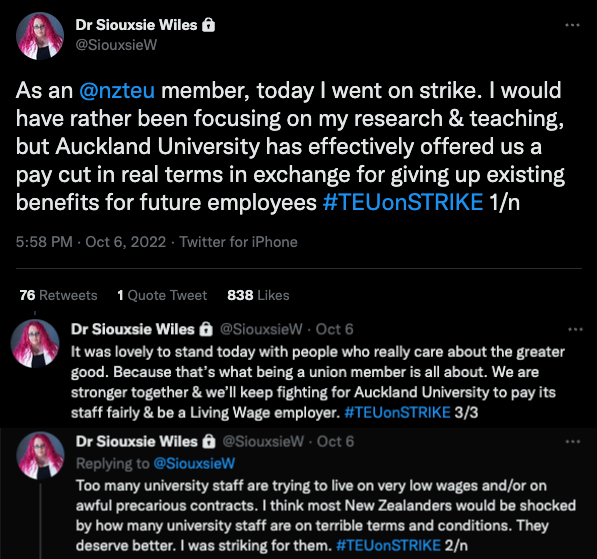 Dr Siouxsie Wiles
@SiouxsieW
As an @nzteu member, today I went on strike. I would
have rather been focusing on my research & teaching,
but Auckland University has effectively offered us a
pay cut in real terms in exchange for giving up existing
benefits for future employees #TEUonSTRIKE 1/n
5:58 PM · Oct 6, 2022 · Twitter for iPhone
76 Retweets 1 Quote Tweet 838 Likes
Dr Siouxsie Wiles @SiouxsieW · Oct 6
It was lovely to stand today with people who really care about the greater
good. Because that's what being a union member is all about. We are
stronger together & we'll keep fighting for Auckland University to pay its
staff fairly & be a Living Wage employer. #TEUonSTRIKE 3/3
Dr Siouxsie Wiles @SiouxsieW · Oct 6
Replying to @SiouxsieW
Too many university staff are trying to live on very low wages and/or on
awful precarious contracts. I think most New Zealanders would be shocked
by how many university staff are on terrible terms and conditions. They
deserve better. I was striking for them. #TEUonSTRIKE 2/n